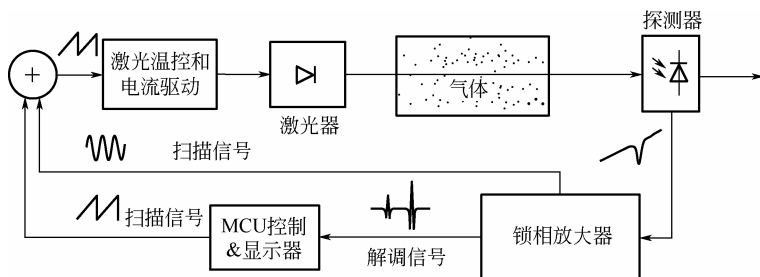 探测器
+
激光温控和
电流驱动
激光器
气体
扫描信号
扫描信号
MCU控制
&显示器
解调信号
锁相放大器